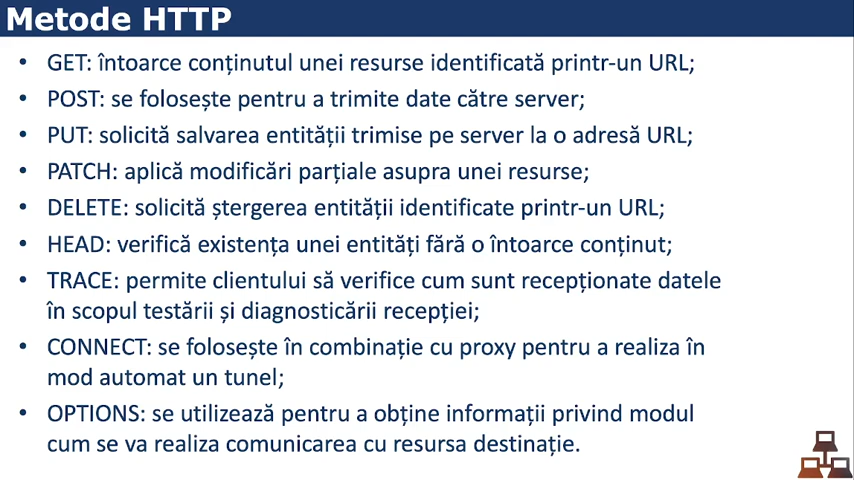 Metode HTTP
• GET: întoarce conținutul unei resurse identificată printr-un URL;
• POST: se folosește pentru a trimite date către server;
• PUT: solicită salvarea entității trimise pe server la o adresă URL;
• PATCH: aplică modificări parțiale asupra unei resurse;
• DELETE: solicită ștergerea entității identificate printr-un URL;
• HEAD: verifică existența unei entități fără o întoarce conținut;
• TRACE: permite clientului să verifice cum sunt recepționate datele
în scopul testării și diagnosticării recepției;
• CONNECT: se folosește în combinație cu proxy pentru a realiza în
mod automat un tunel;
• OPTIONS: se utilizează pentru a obține informații privind modul
cum se va realiza comunicarea cu resursa destinație.